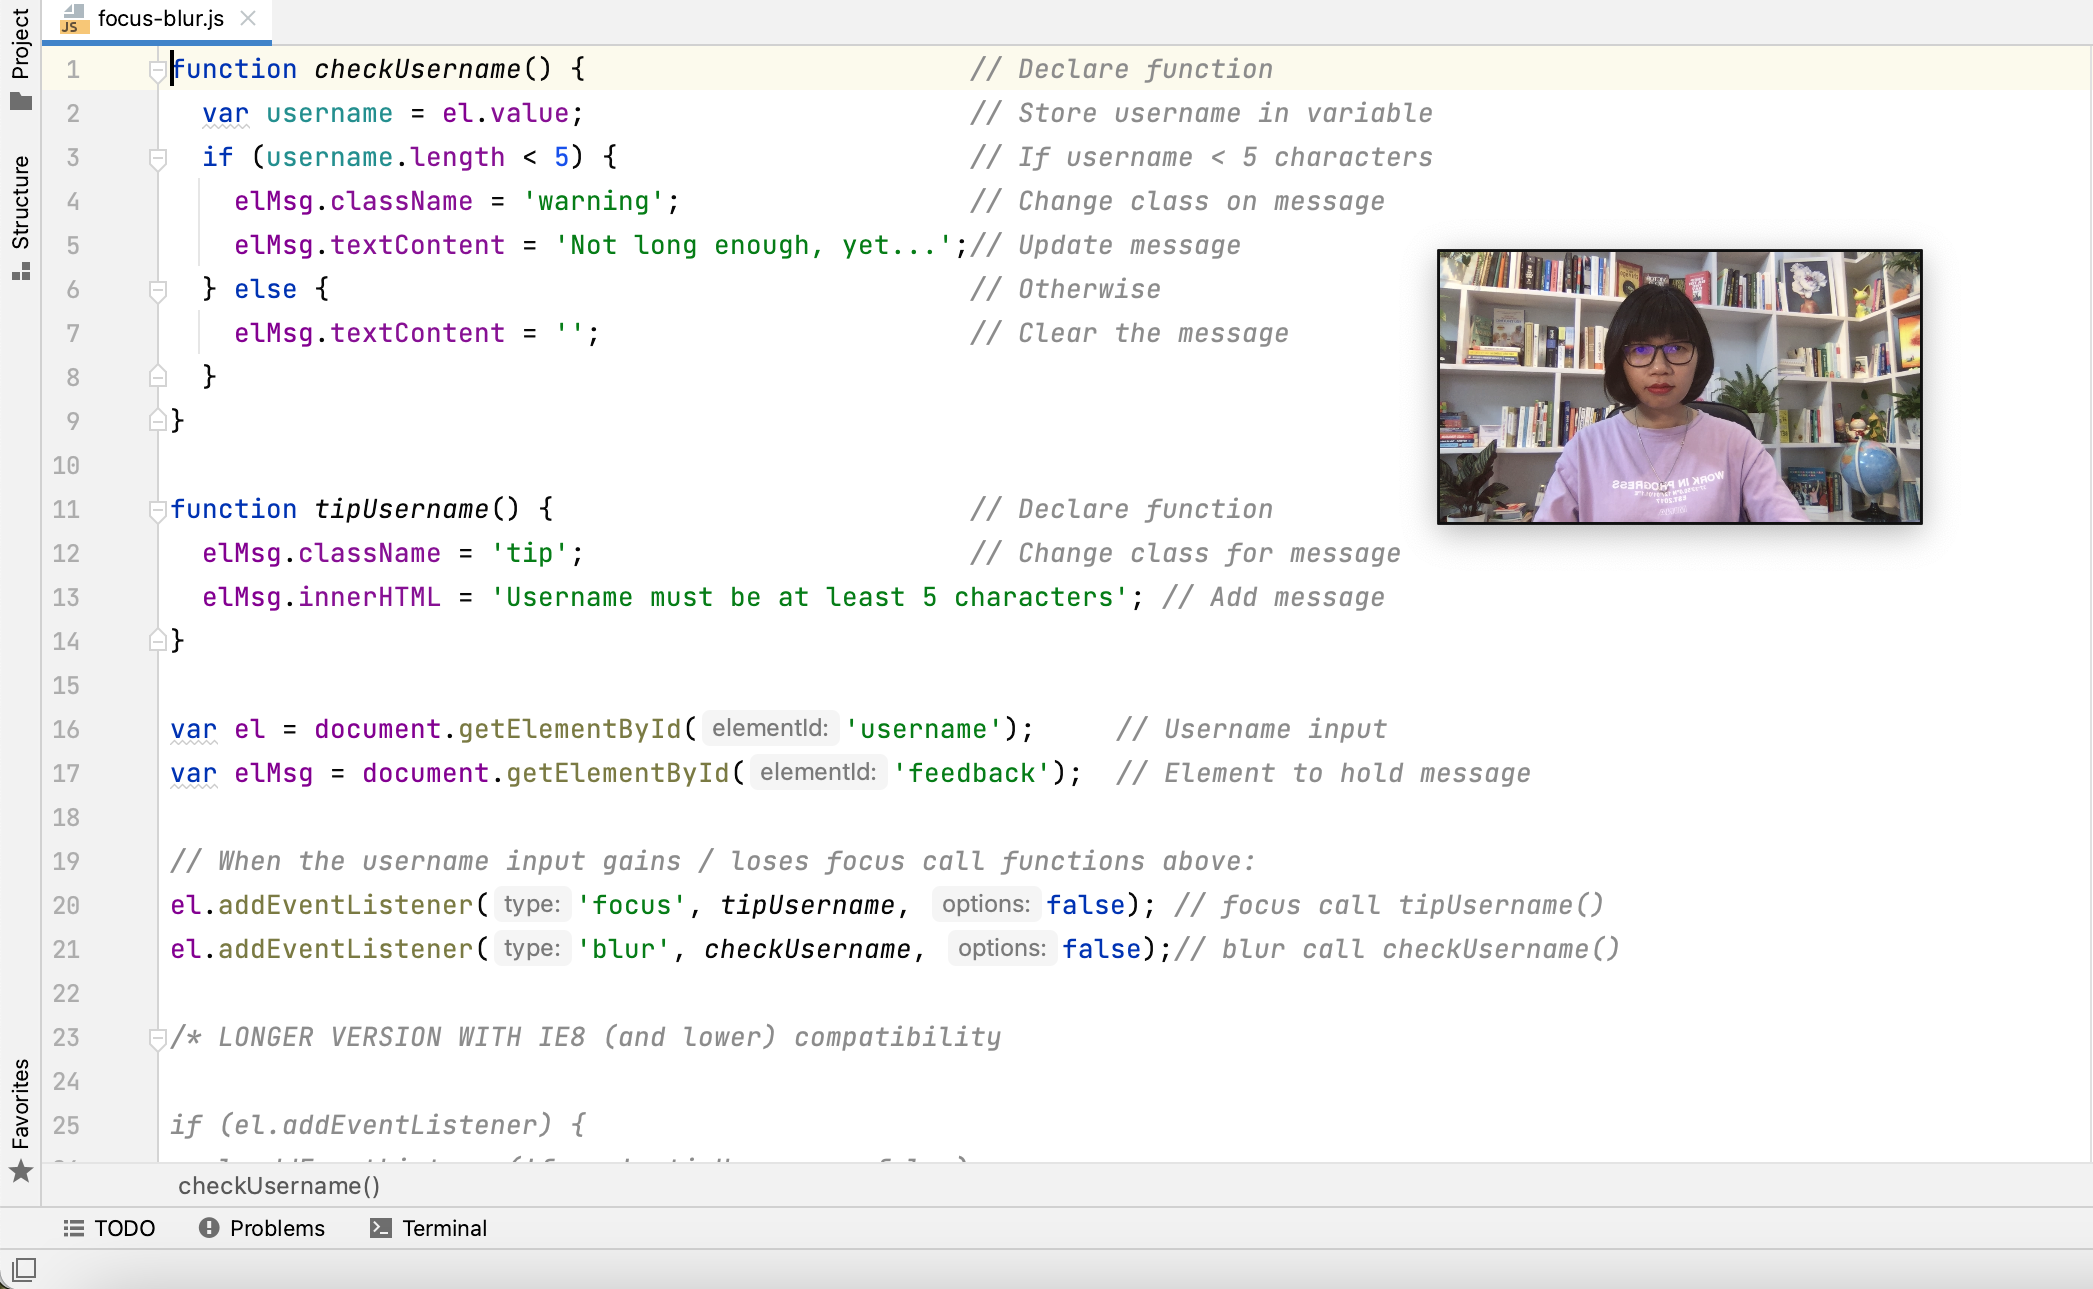 Project
Structure
Favorites
JS focus-blur.js
1 function checkUsername() { // Declare function
2 var username = el.value; // Store username in variable
3 if (username.length < 5) { // If username < 5 characters
4 elMsg.className = 'warning'; // Change class on message
5 elMsg.textContent = 'Not long enough, yet...';// Update message
6 } else { // Otherwise
7 elMsg.textContent = ''; // Clear the message
8 }
9 }
10
11 function tipUsername() { // Declare function
12 elMsg.className = 'tip'; // Change class for message
13 elMsg.innerHTML = 'Username must be at least 5 characters'; // Add message
14 }
15
16 var el = document.getElementById( elementId: 'username'); // Username input
17 var elMsg = document.getElementById( elementId: 'feedback'); // Element to hold message
18
19 // When the username input gains / loses focus call functions above:
20 el.addEventListener( type: 'focus', tipUsername, options: false); // focus call tipUsername()
21 el.addEventListener( type: 'blur', checkUsername, options: false);// blur call checkUsername()
22
23 /* LONGER VERSION WITH IE8 (and lower) compatibility
24
25 if (el.addEventListener) {
WORK IN PROGRESS
EST.2017
checkUsername()
TODO
Problems
Terminal